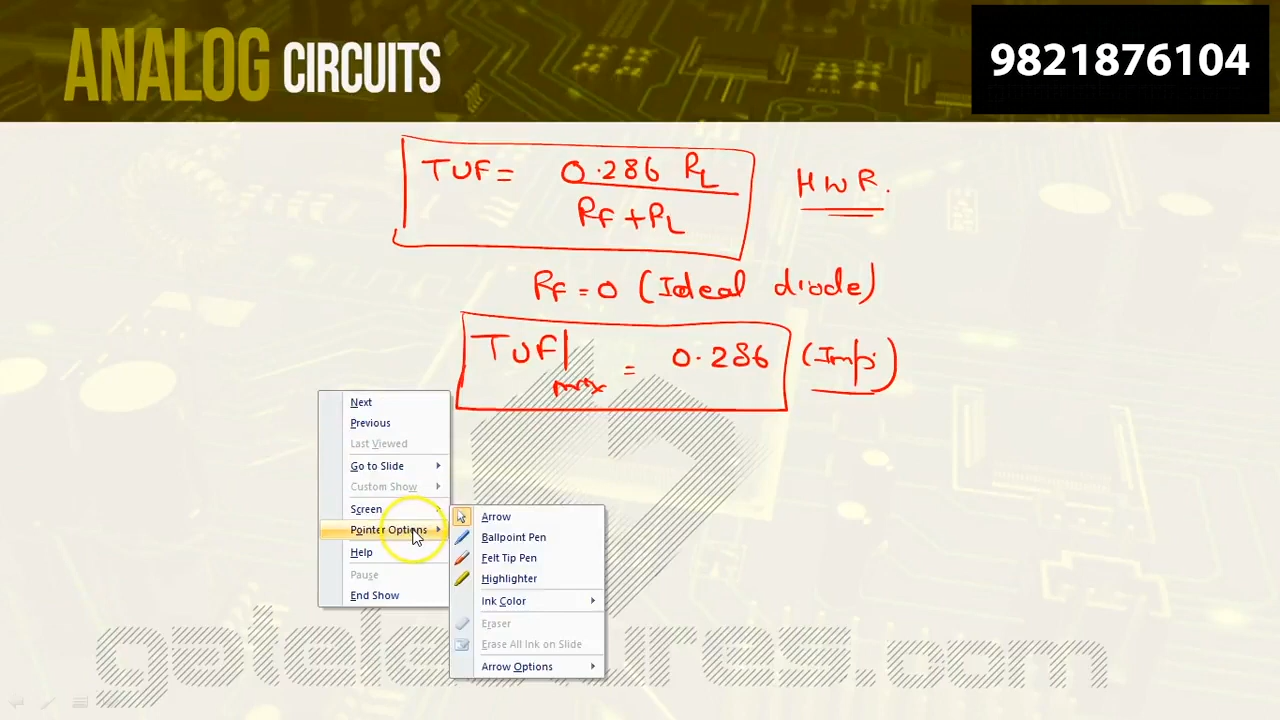 ANALOG CIRCUITS
9821876104
TUF = 0.286 RL
Rf + RL
HWR.
Rf = 0 (Ideal diode)
TUF|max = 0.286 (Imp)
Next
Previous
Last Viewed
Go to Slide
Custom Show
Screen
Pointer Options
Help
Pause
End Show
Arrow
Ballpoint Pen
Felt Tip Pen
Highlighter
Ink Color
Eraser
Erase All Ink on Slide
Arrow Options
gatelectures.com